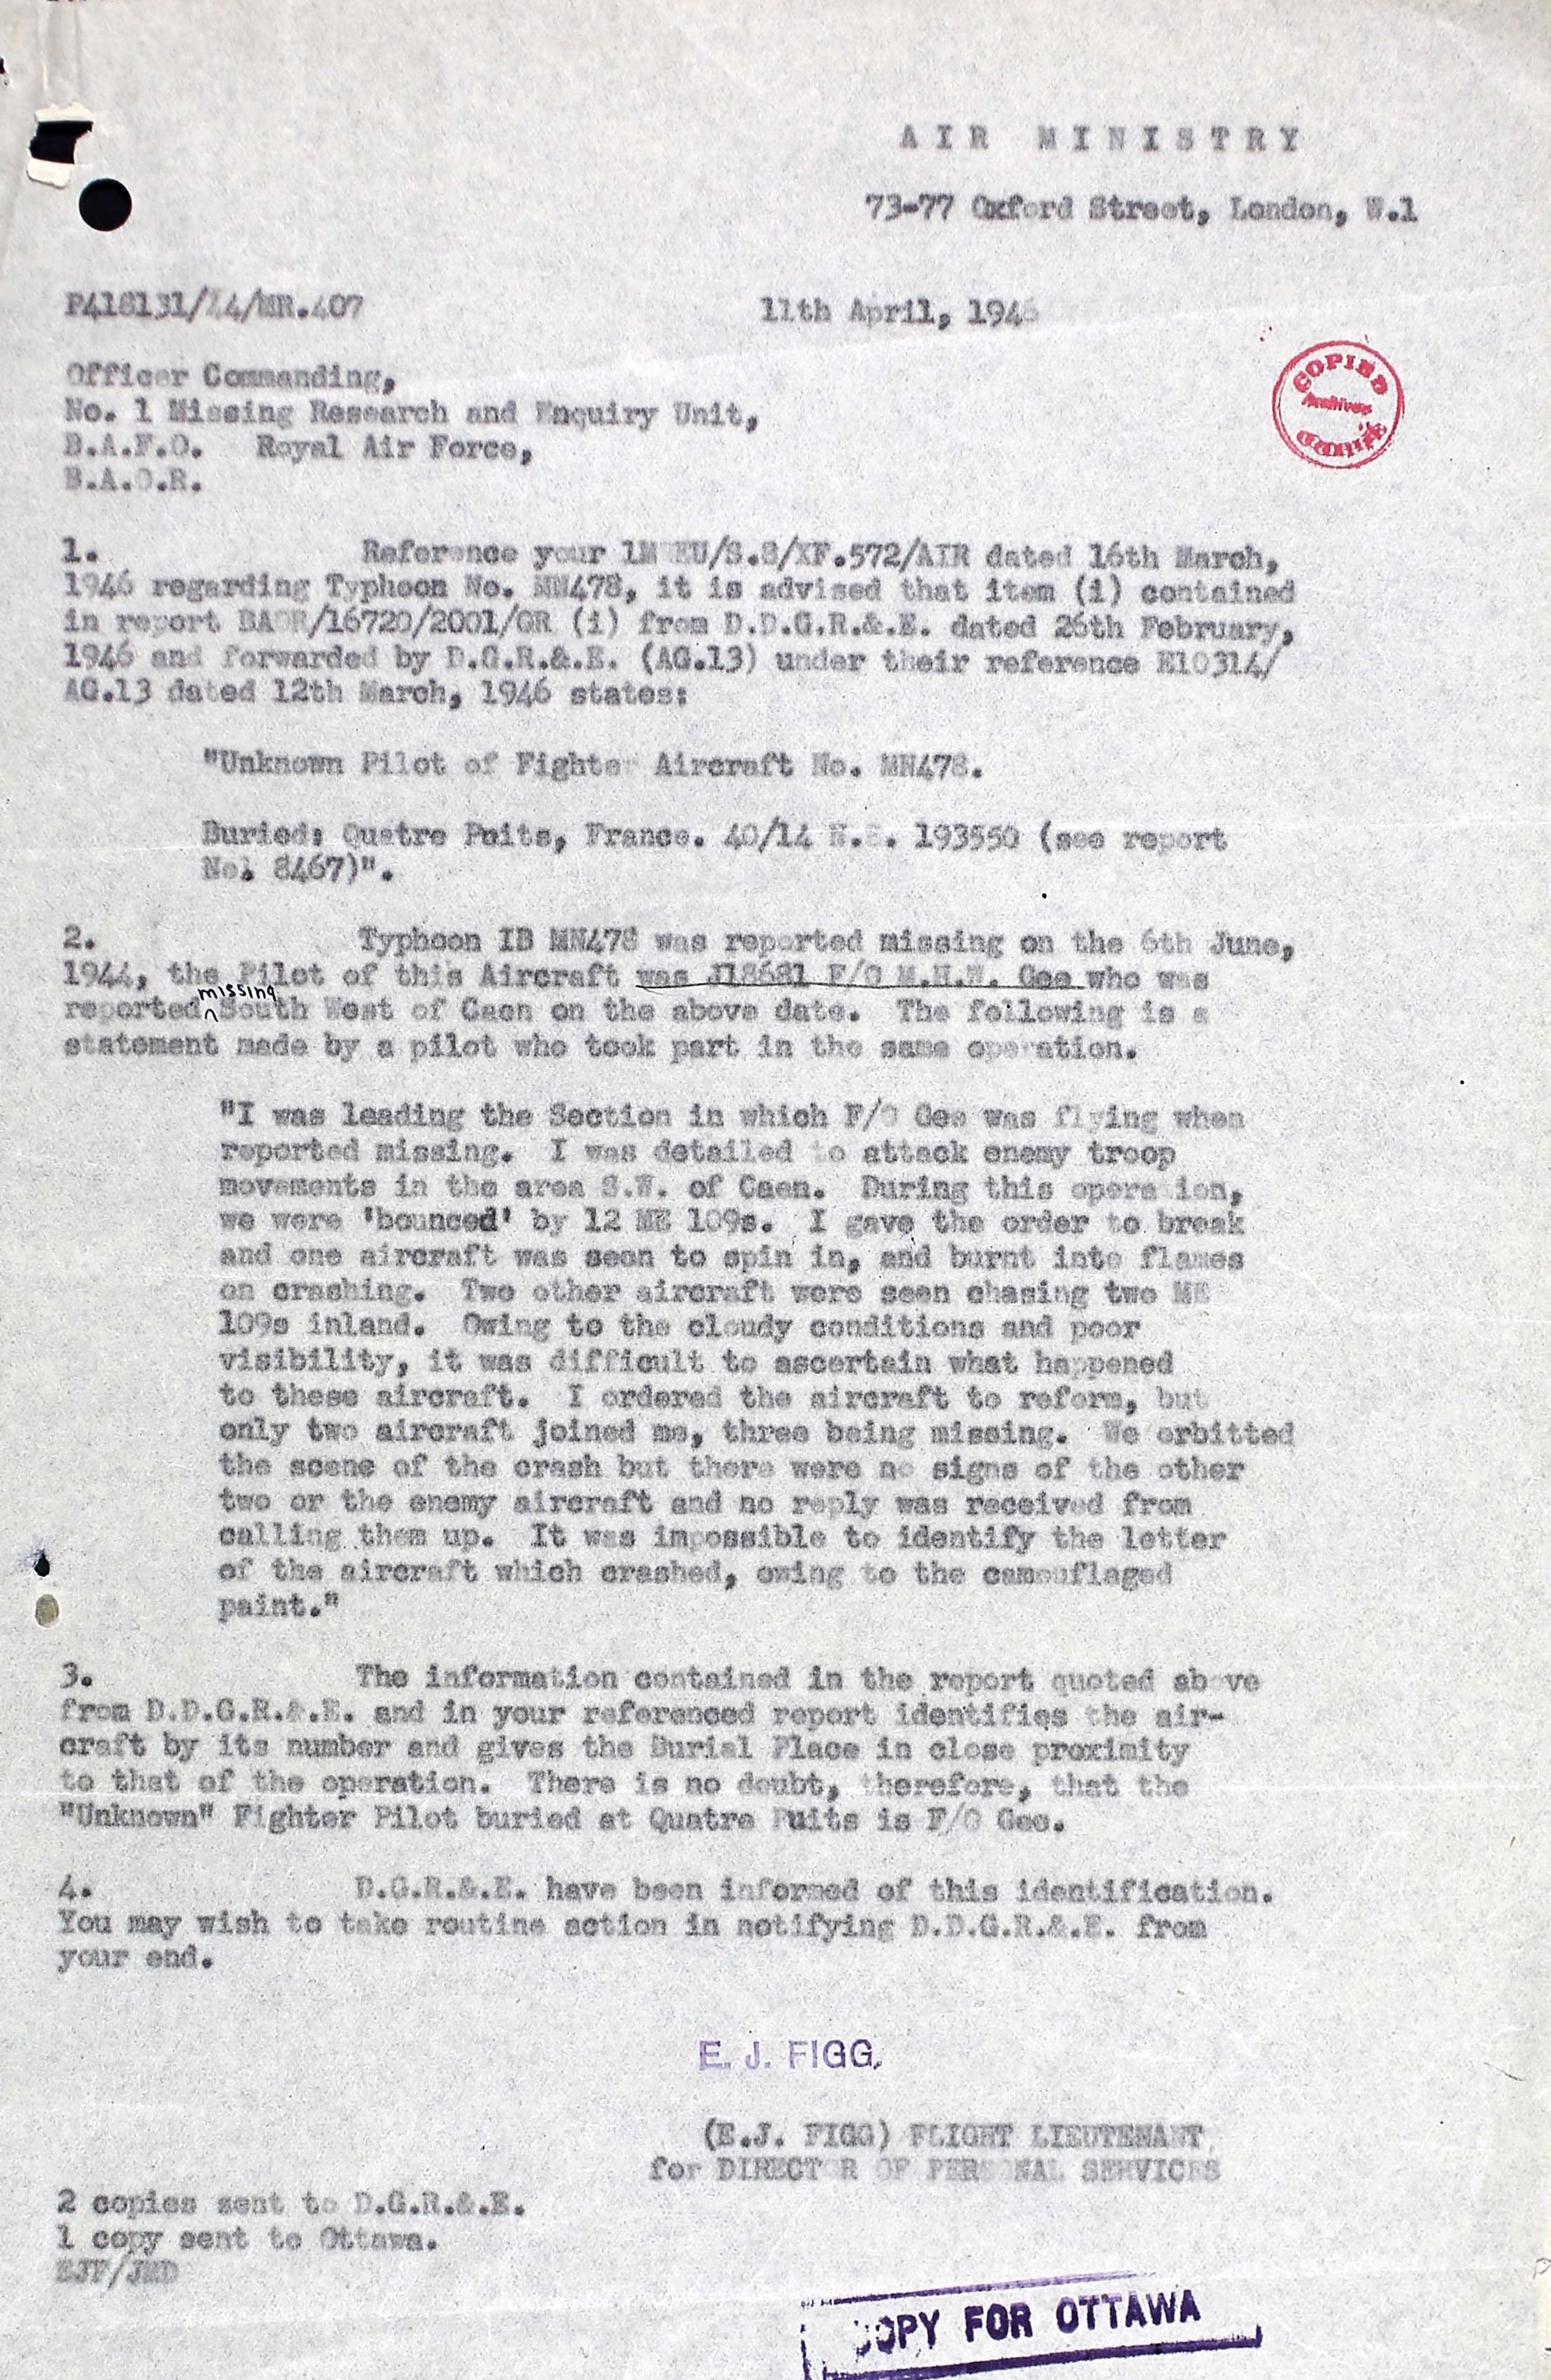 AIR MINISTRY
73-77 Oxford Street, London, W.1
P418131/44/MR.407
11th April, 1946
Officer Commanding,
No. 1 Missing Research and Enquiry Unit,
B.A.F.O. Royal Air Force,
B.A.O.R.
COPIED
Archives
1. Reference your 1M EU/S.8/XF.572/AIR dated 16th March,
1946 regarding Typhoon No. MN478, it is advised that item (i) contained
in report BAOR/16720/2001/GR (i) from D.D.G.R.&.E. dated 26th February,
1946 and forwarded by D.G.R.&.E. (AG.13) under their reference E10314/
AG.13 dated 12th March, 1946 states:
"Unknown Pilot of Fighter Aircraft No. MN478.
Buried: Quatre Puits, France. 40/14 N.E. 193550 (see report
No. 8467)".
2. Typhoon IB MN478 was reported missing on the 6th June,
1944, the Pilot of this Aircraft was J18681 F/O M.H.W. Gee who was
missing
reported South West of Caen on the above date. The following is a
statement made by a pilot who took part in the same operation.
"I was leading the Section in which F/O Gee was flying when
reported missing. I was detailed to attack enemy troop
movements in the area S.W. of Caen. During this operation,
we were 'bounced' by 12 ME 109s. I gave the order to break
and one aircraft was seen to spin in, and burnt into flames
on crashing. Two other aircraft were seen chasing two ME
109s inland. Owing to the cloudy conditions and poor
visibility, it was difficult to ascertain what happened
to these aircraft. I ordered the aircraft to reform, but
only two aircraft joined me, three being missing. We orbitted
the scene of the crash but there were no signs of the other
two or the enemy aircraft and no reply was received from
calling them up. It was impossible to identify the letter
of the aircraft which crashed, owing to the camouflaged
paint."
3. The information contained in the report quoted above
from D.D.G.R.&.E. and in your referenced report identifies the air-
craft by its number and gives the Burial Place in close proximity
to that of the operation. There is no doubt, therefore, that the
"Unknown" Fighter Pilot buried at Quatre Puits is F/O Gee.
4. D.G.R.&.E. have been informed of this identification.
You may wish to take routine action in notifying D.D.G.R.&.E. from
your end.
E. J. FIGG.
(E.J. FIGG) FLIGHT LIEUTENANT
for DIRECTOR OF PERSONAL SERVICES
2 copies sent to D.G.R.&.E.
1 copy sent to Ottawa.
EJF/JMD
COPY FOR OTTAWA